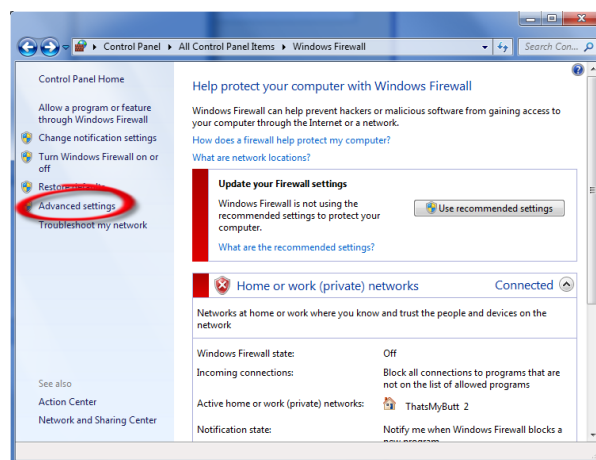 Control Panel ▸ All Control Panel Items ▸ Windows Firewall
Search Con...
Control Panel Home
Allow a program or feature
through Windows Firewall
Change notification settings
Turn Windows Firewall on or
off
Restore defaults
Advanced settings
Troubleshoot my network
See also
Action Center
Network and Sharing Center
Help protect your computer with Windows Firewall
Windows Firewall can help prevent hackers or malicious software from gaining access to
your computer through the Internet or a network.
How does a firewall help protect my computer?
What are network locations?
Update your Firewall settings
Windows Firewall is not using the
recommended settings to protect your
computer.
Use recommended settings
What are the recommended settings?
Home or work (private) networks
Connected
Networks at home or work where you know and trust the people and devices on the
network
Windows Firewall state:
Off
Incoming connections:
Block all connections to programs that are
not on the list of allowed programs
Active home or work (private) networks:
ThatsMyButt 2
Notification state:
Notify me when Windows Firewall blocks a
new program